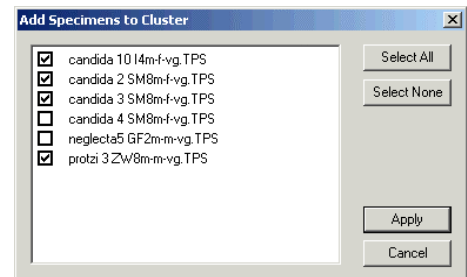 Add Specimens to Cluster
candida 10 I4m-f-vg.TPS
candida 2 SM8m-f-vg.TPS
candida 3 SM8m-f-vg.TPS
candida 4 SM8m-f-vg.TPS
neglecta5 GF2m-m-vg.TPS
protzi 3 ZW8m-m-vg.TPS
Select All
Select None
Apply
Cancel